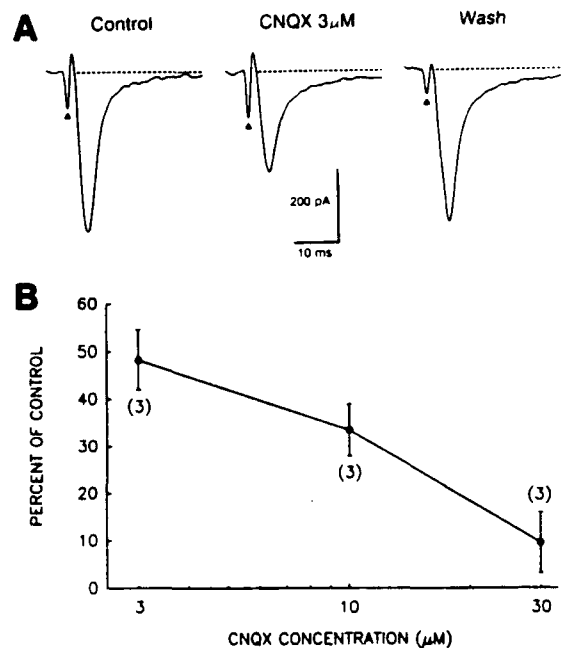 A
Control
CNQX 3μM
Wash
200 pA
10 ms
B
PERCENT OF CONTROL
60
50
40
30
20
10
0
(3)
(3)
(3)
3
10
30
CNQX CONCENTRATION (μM)